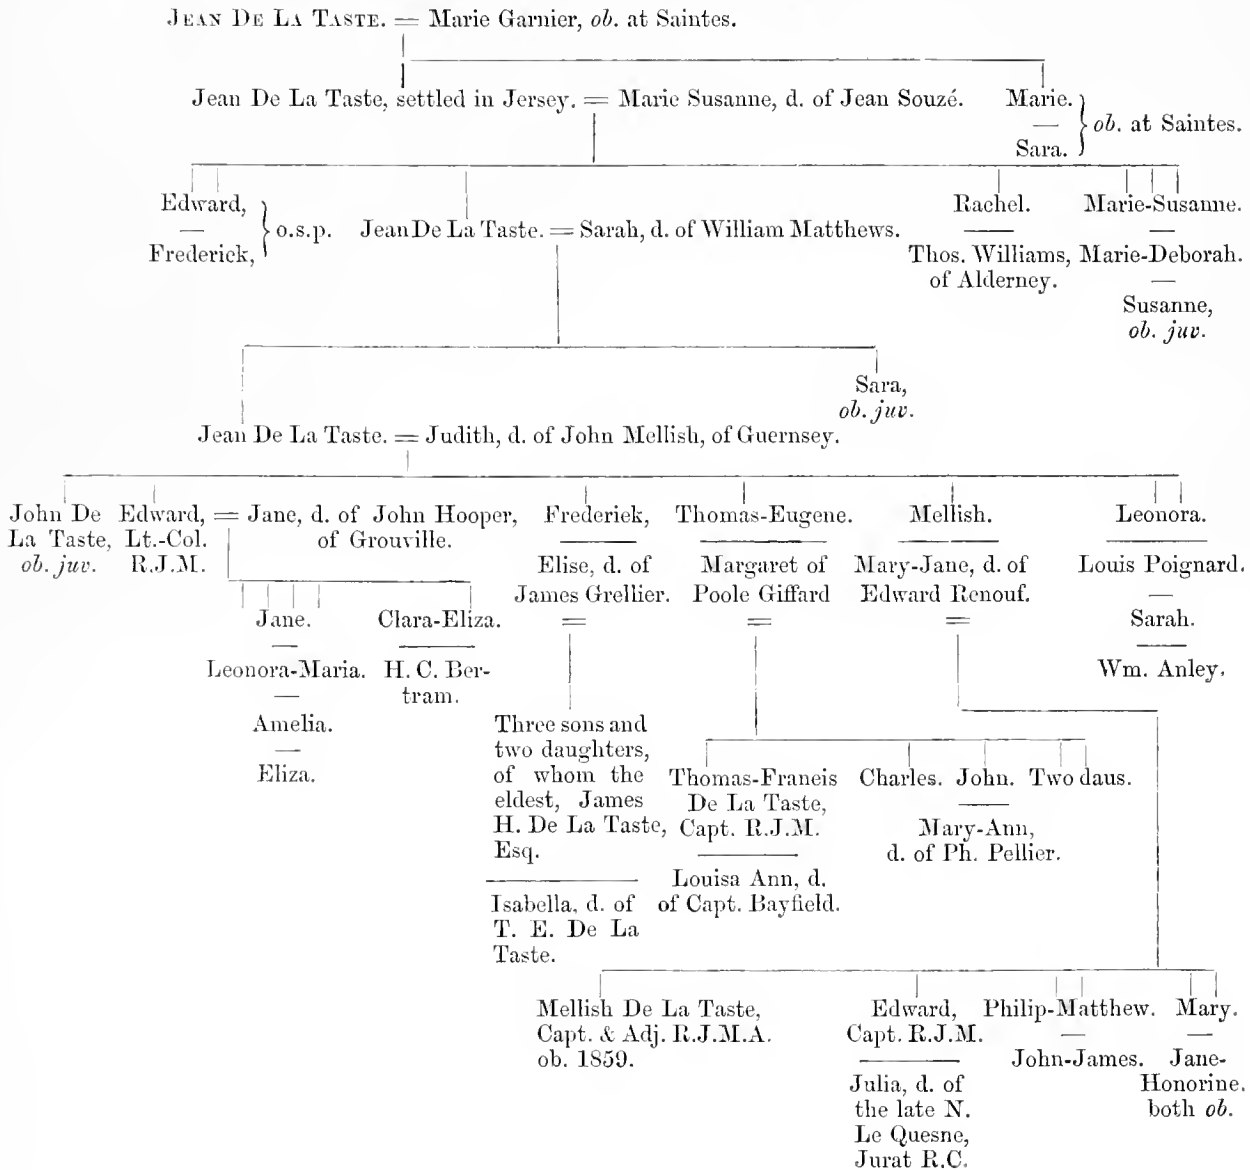 JEAN DE LA TASTE. = Marie Garnier, ob. at Saintes.
Jean De La Taste, settled in Jersey. = Marie Susanne, d. of Jean Souzé.
Marie.
—
Sara.
} ob. at Saintes.
Edward,
—
Frederick,
} o.s.p.
Jean De La Taste. = Sarah, d. of William Matthews.
Rachel.
Thos. Williams,
of Alderney.
Marie-Susanne.
—
Marie-Deborah.
—
Susanne,
ob. juv.
Sara,
ob. juv.
Jean De La Taste. = Judith, d. of John Mellish, of Guernsey.
John De
La Taste,
ob. juv.
Edward, = Jane, d. of John Hooper,
Lt.-Col. of Grouville.
R.J.M.
Jane.
—
Leonora-Maria.
—
Amelia.
—
Eliza.
Clara-Eliza.
H. C. Ber-
tram.
Frederick,
Elise, d. of
James Grellier.
=
Three sons and
two daughters,
of whom the
eldest, James
H. De La Taste,
Esq.
Isabella, d. of
T. E. De La
Taste.
Thomas-Eugene.
Margaret of
Poole Giffard
=
Thomas-Francis
De La Taste,
Capt. R.J.M.
Louisa Ann, d.
of Capt. Bayfield.
Charles. John. Two daus.
Mary-Ann,
d. of Ph. Pellier.
Mellish.
Mary-Jane, d. of
Edward Renouf.
=
Leonora.
Louis Poignard.
—
Sarah.
Wm. Anley.
Mellish De La Taste,
Capt. & Adj. R.J.M.A.
ob. 1859.
Edward,
Capt. R.J.M.
Julia, d. of
the late N.
Le Quesne,
Jurat R.C.
Philip-Matthew.
—
John-James.
Mary.
—
Jane-
Honorine.
both ob.